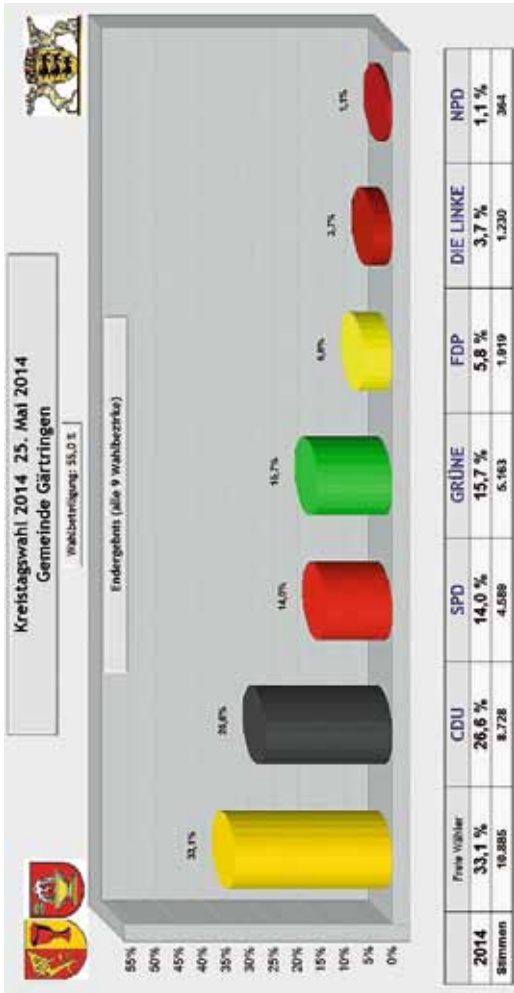 Kreistagswahl 2014 25. Mai 2014
Gemeinde Gärtringen
Wahlbeteiligung: 55,0 %
Endergebnis (alle 9 Wahlbezirke)
55%
50%
45%
40%
35%
30%
25%
20%
15%
10%
5%
0%
33,1%
26,6%
14,0%
15,7%
5,8%
3,7%
1,1%
2014 Freie Wähler CDU SPD GRÜNE FDP DIE LINKE NPD
33,1 % 26,6 % 14,0 % 15,7 % 5,8 % 3,7 % 1,1 %
Stimmen 10.885 8.728 4.589 5.163 1.919 1.230 364